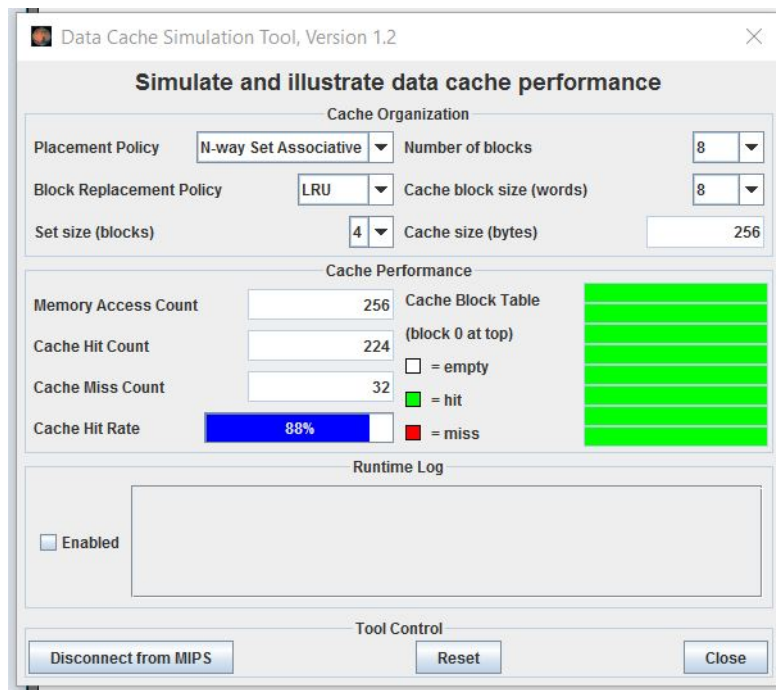 Data Cache Simulation Tool, Version 1.2
Simulate and illustrate data cache performance
Cache Organization
Placement Policy N-way Set Associative Number of blocks 8
Block Replacement Policy LRU Cache block size (words) 8
Set size (blocks) 4 Cache size (bytes) 256
Cache Performance
Memory Access Count 256 Cache Block Table
(block 0 at top)
Cache Hit Count 224
= empty
Cache Miss Count 32
= hit
Cache Hit Rate 88%
= miss
Runtime Log
Enabled
Tool Control
Disconnect from MIPS Reset Close